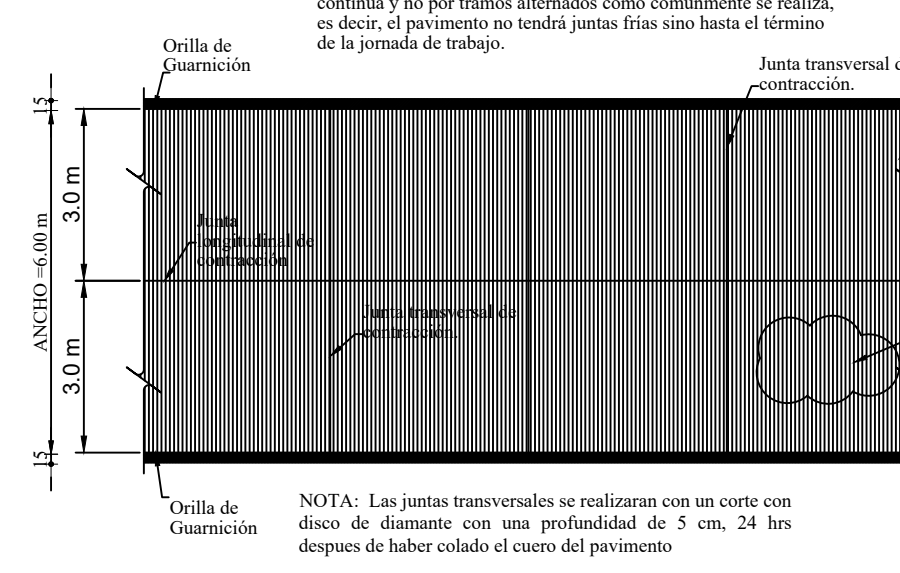 continua y no por tramos alternados como comunmente se realiza,
es decir, el pavimento no tendrá juntas frías sino hasta el término
de la jornada de trabajo.
Orilla de
Guarnición
Junta transversal d
contracción.
15
3.0 m
ANCHO =6.00 m
Junta
longitudinal de
contracción
Junta transversal de
contracción.
3.0 m
15
Orilla de
Guarnición
NOTA: Las juntas transversales se realizaran con un corte con
disco de diamante con una profundidad de 5 cm, 24 hrs
despues de haber colado el cuero del pavimento